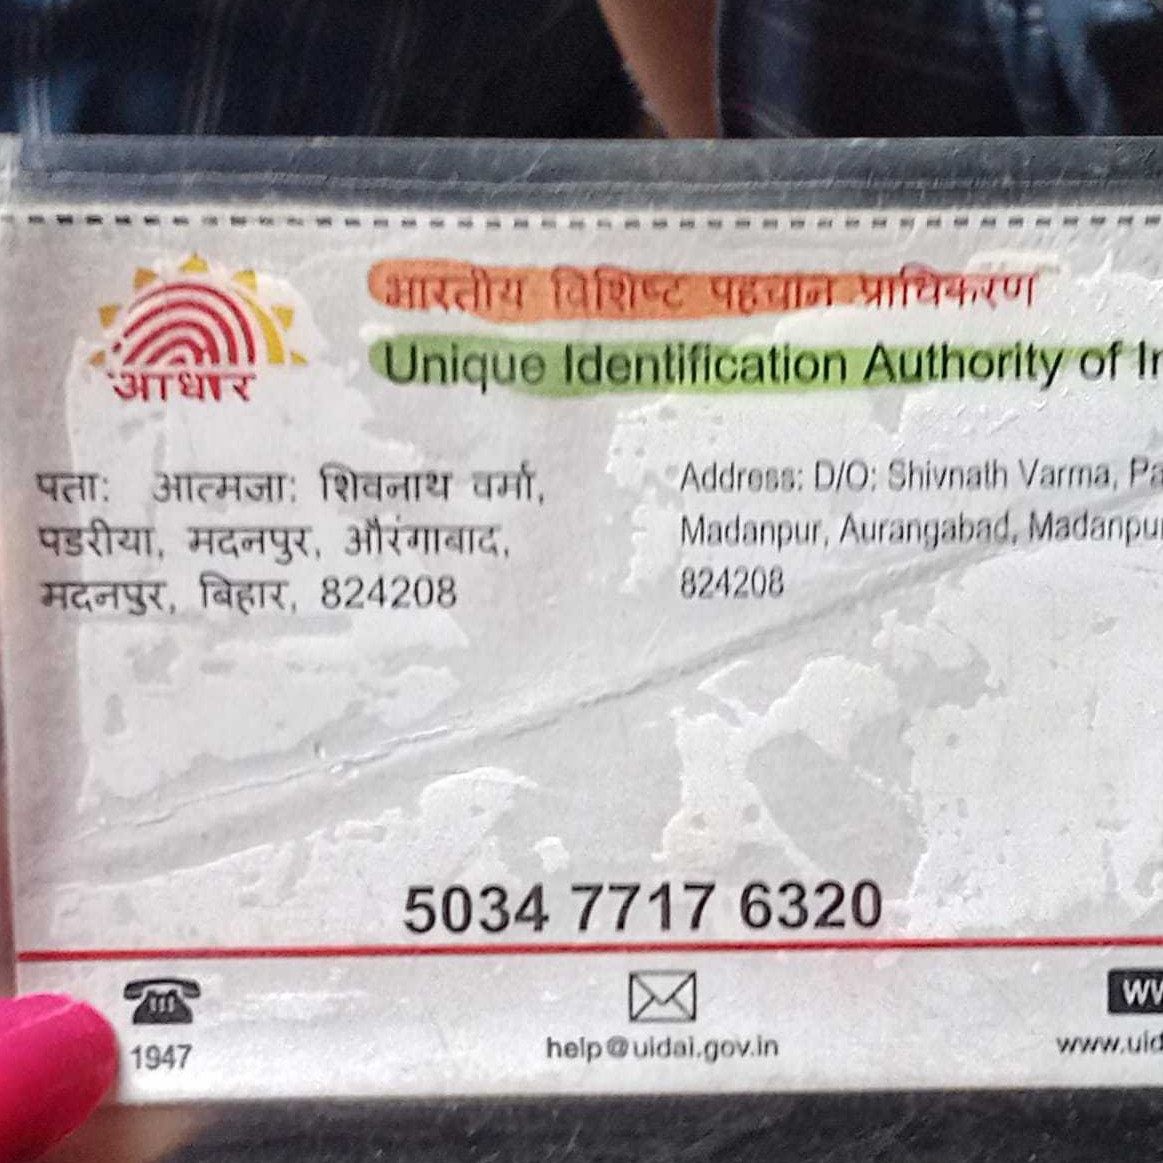 आधार
भारतीय विशिष्ट पहचान प्राधिकरण
Unique Identification Authority of
पता: आत्मजा: शिवनाथ वर्मा,
पडरीया, मदनपुर, औरंगाबाद,
मदनपुर, बिहार, 824208
Address: D/O: Shivnath Varma,
Madanpur, Aurangabad, Madanpur
824208
5034 7717 6320
1947
help@uidai.gov.in